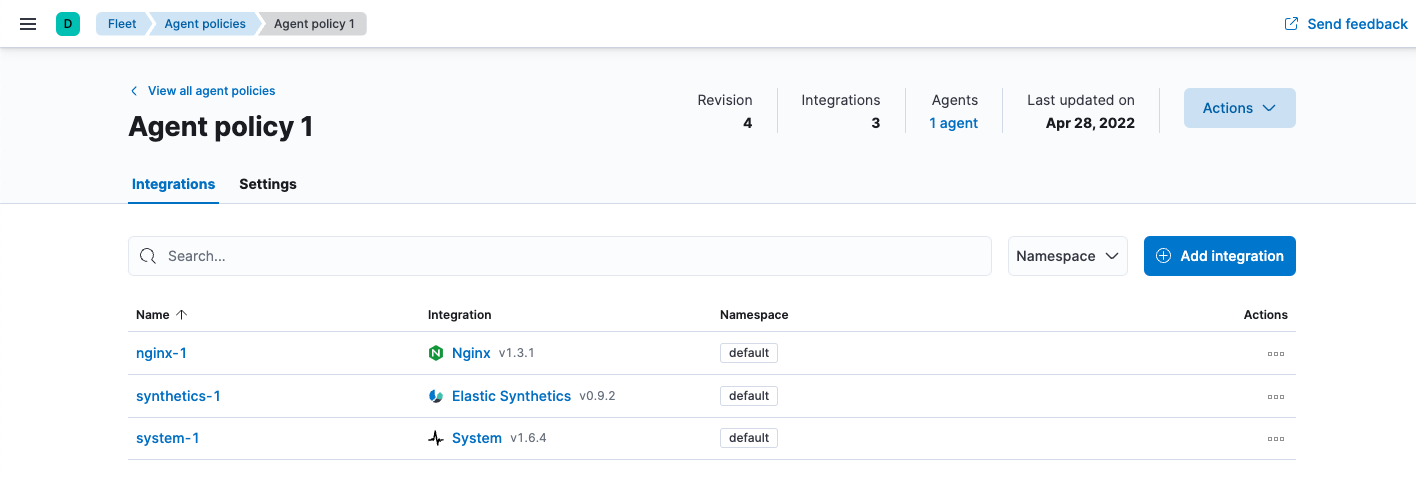 D Fleet Agent policies Agent policy 1 Send feedback
View all agent policies
Agent policy 1
Revision Integrations Agents Last updated on
4 3 1 agent Apr 28, 2022
Actions
Integrations Settings
Search... Namespace Add integration
Name Integration Namespace Actions
nginx-1 Nginx v1.3.1 default
synthetics-1 Elastic Synthetics v0.9.2 default
system-1 System v1.6.4 default